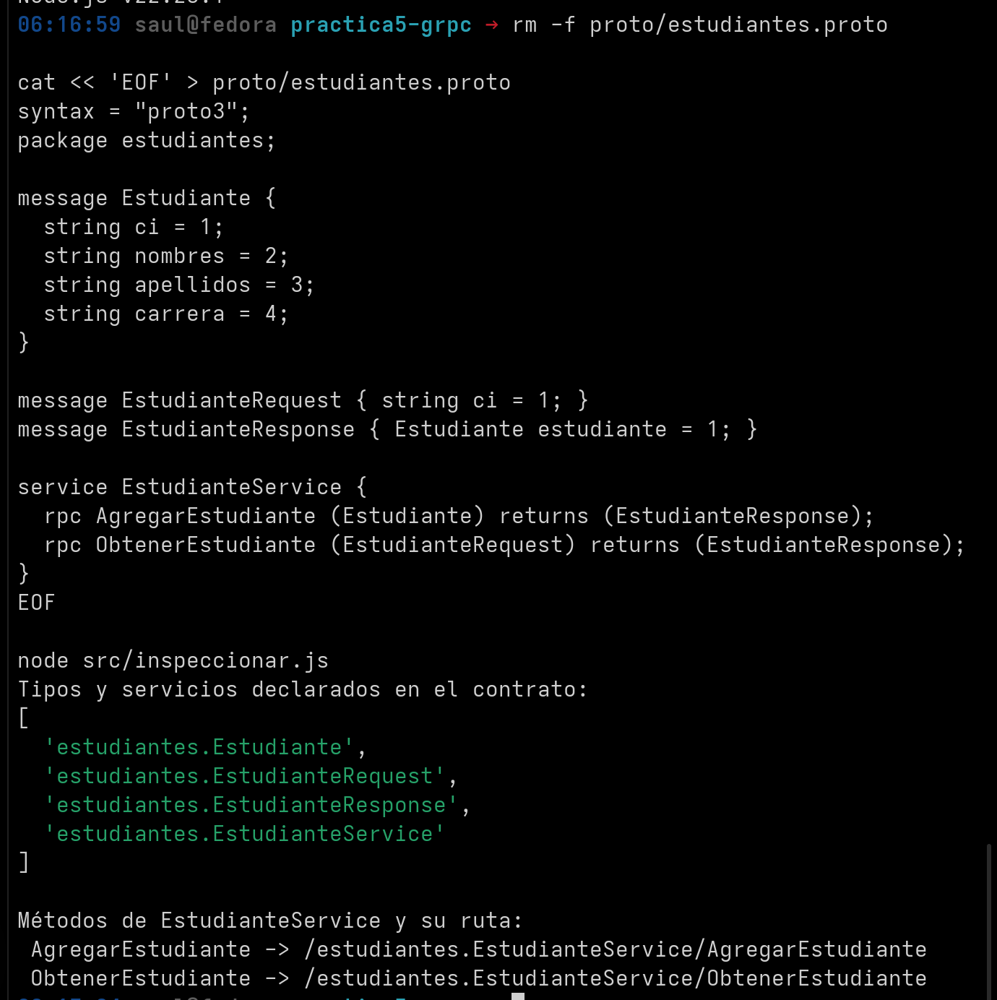 06:16:59 saul@fedora practica5-grpc → rm -f proto/estudiantes.proto
cat << 'EOF' > proto/estudiantes.proto
syntax = "proto3";
package estudiantes;
message Estudiante {
  string ci = 1;
  string nombres = 2;
  string apellidos = 3;
  string carrera = 4;
}
message EstudianteRequest { string ci = 1; }
message EstudianteResponse { Estudiante estudiante = 1; }
service EstudianteService {
  rpc AgregarEstudiante (Estudiante) returns (EstudianteResponse);
  rpc ObtenerEstudiante (EstudianteRequest) returns (EstudianteResponse);
}
EOF
node src/inspeccionar.js
Tipos y servicios declarados en el contrato:
[
  'estudiantes.Estudiante',
  'estudiantes.EstudianteRequest',
  'estudiantes.EstudianteResponse',
  'estudiantes.EstudianteService'
]
Métodos de EstudianteService y su ruta:
 AgregarEstudiante -> /estudiantes.EstudianteService/AgregarEstudiante
 ObtenerEstudiante -> /estudiantes.EstudianteService/ObtenerEstudiante